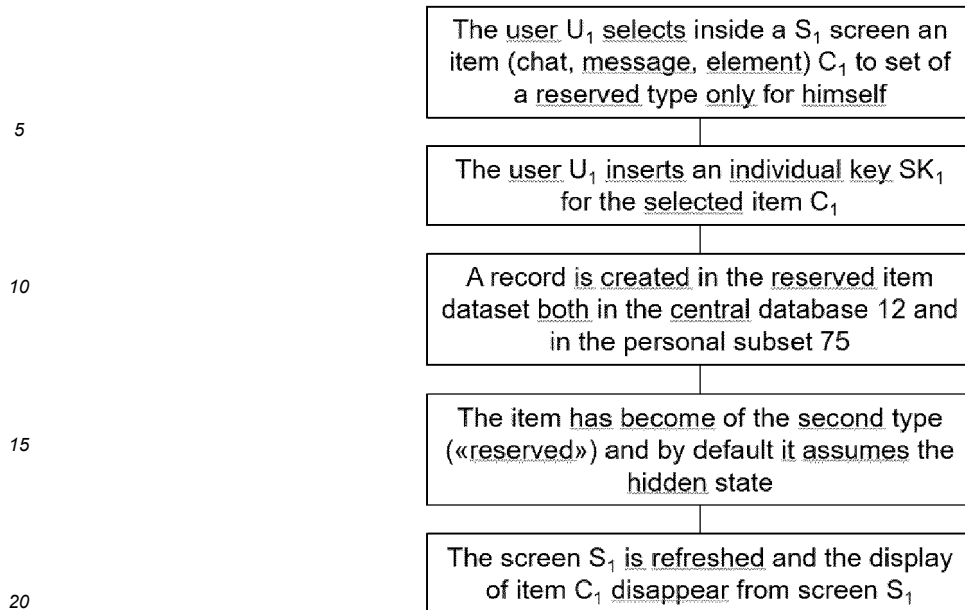 The user U₁ selects inside a S₁ screen an
item (chat, message, element) C₁ to set of
a reserved type only for himself
5
The user U₁ inserts an individual key SK₁
for the selected item C₁
10
A record is created in the reserved item
dataset both in the central database 12 and
in the personal subset 75
15
The item has become of the second type
(«reserved») and by default it assumes the
hidden state
The screen S₁ is refreshed and the display
of item C₁ disappear from screen S₁
20